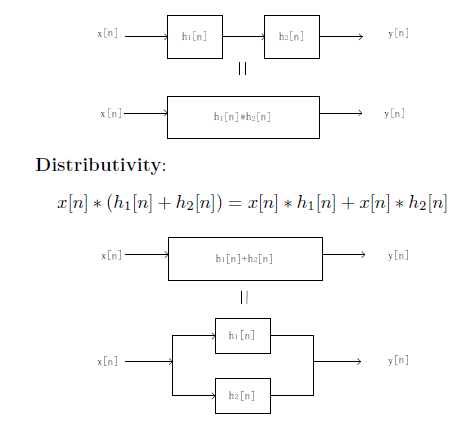 x[n] h₁[n] h₂[n] y[n]
||
x[n] h₁[n]*h₂[n] y[n]
Distributivity:
x[n] ∗ (h₁[n] + h₂[n]) = x[n] ∗ h₁[n] + x[n] ∗ h₂[n]
x[n] h₁[n]+h₂[n] y[n]
||
h₁[n]
x[n] y[n]
h₂[n]